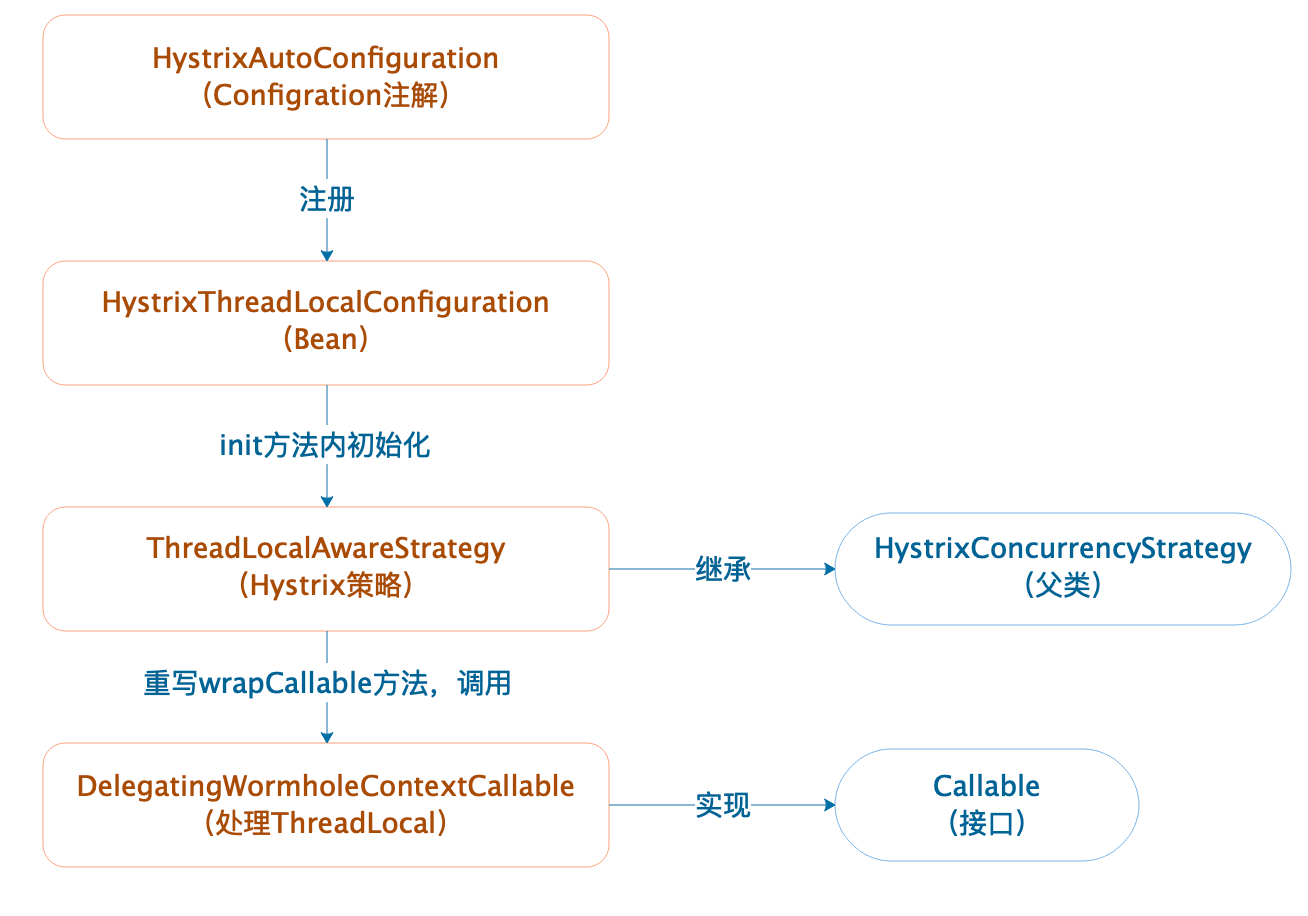 HystrixAutoConfiguration
（Configration注解）
注册
HystrixThreadLocalConfiguration
（Bean）
init方法内初始化
ThreadLocalAwareStrategy
（Hystrix策略）
继承
HystrixConcurrencyStrategy
（父类）
重写wrapCallable方法，调用
DelegatingWormholeContextCallable
（处理ThreadLocal）
实现
Callable
（接口）